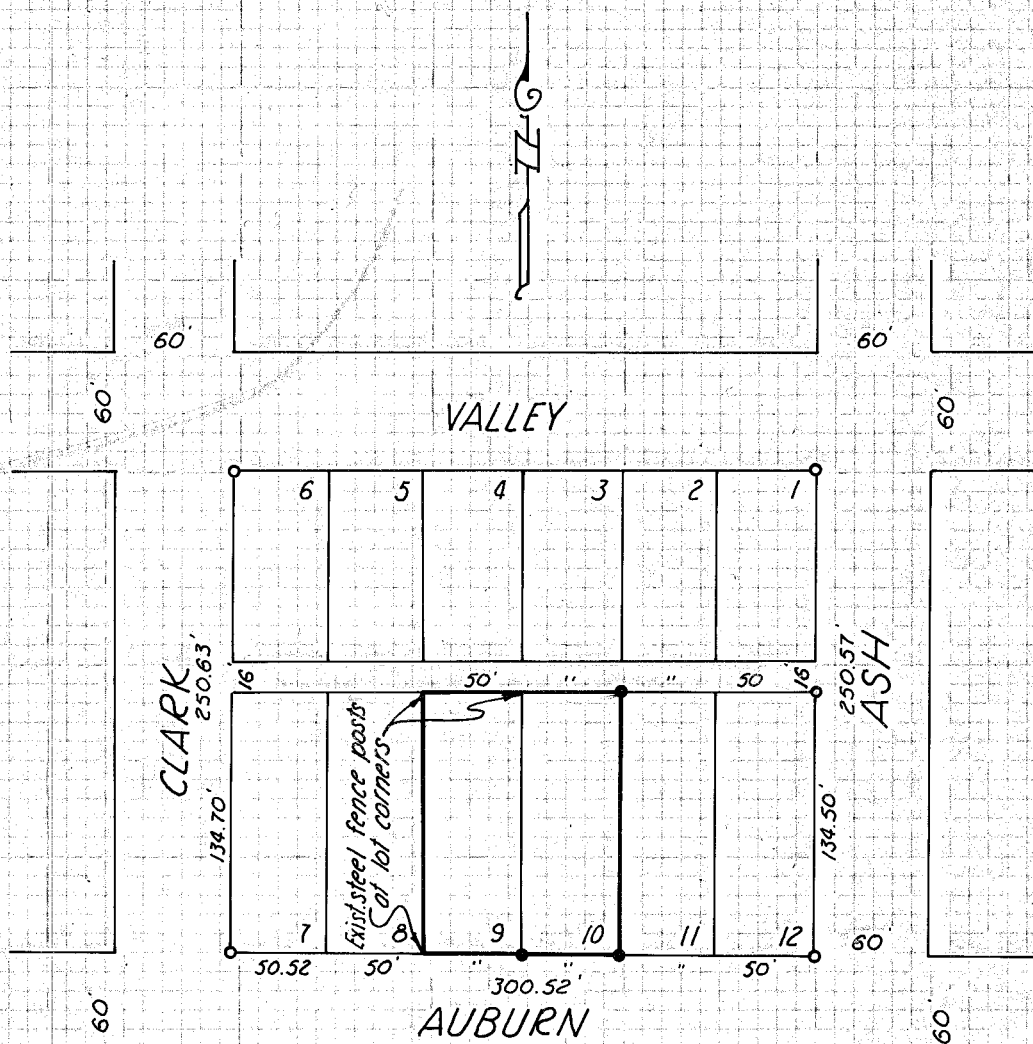 N
60'
60'
60'
60'
VALLEY
6 5 4 3 2 1
CLARK
250.63'
16'
50' " " 50'
16'
250.57'
ASH
134.70'
Exist. steel fence posts
at lot corners
134.50'
7 8 9 10 11 12
60'
50.52 50' " " " 50'
300.52'
60'
AUBURN
60'